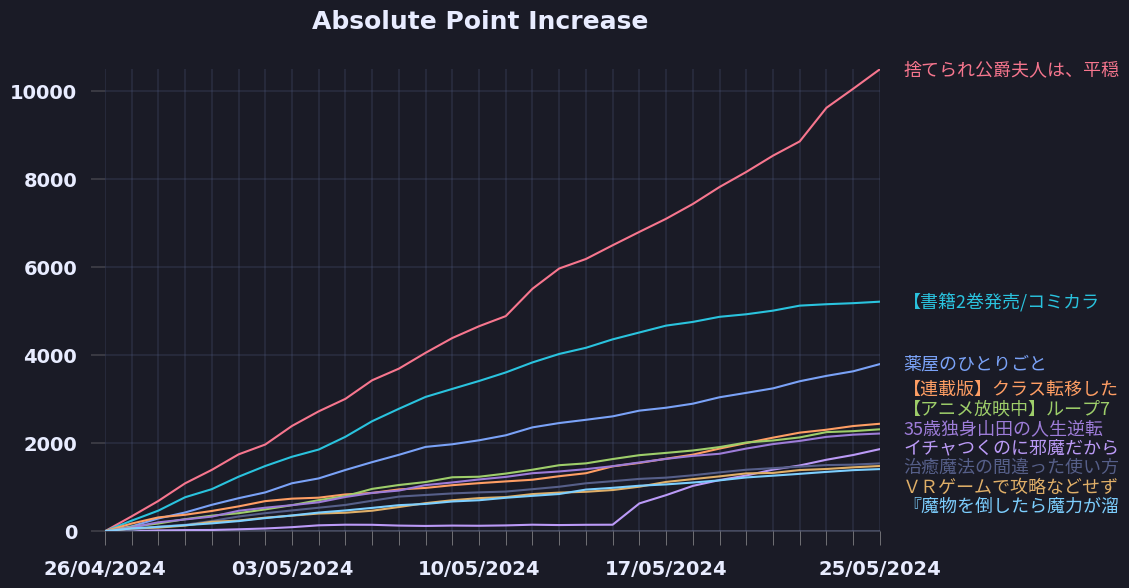 Absolute Point Increase
10000
8000
6000
4000
2000
0
26/04/2024
03/05/2024
10/05/2024
17/05/2024
25/05/2024
捨てられ公爵夫人は、平穏
【書籍2巻発売/コミカラ
薬屋のひとりごと
【連載版】クラス転移した
【アニメ放映中】ループ7
35歳独身山田の人生逆転
イチャつくのに邪魔だから
治癒魔法の間違った使い方
ＶＲゲームで攻略などせず
『魔物を倒したら魔力が溜